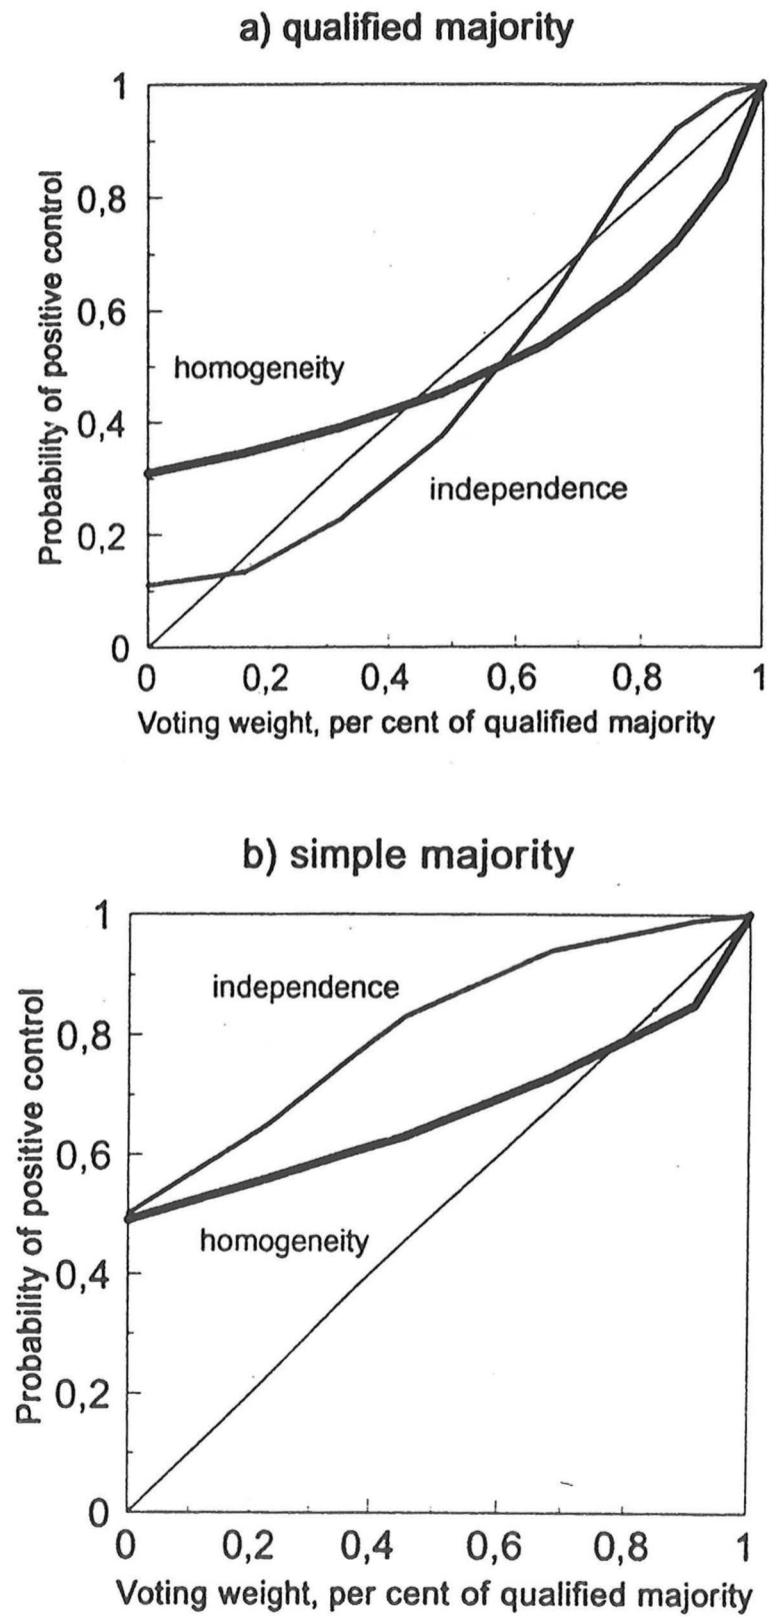 a) qualified majority
1
0,8
0,6
0,4
0,2
0
Probability of positive control
homogeneity
independence
0 0,2 0,4 0,6 0,8 1
Voting weight, per cent of qualified majority
b) simple majority
1
0,8
0,6
0,4
0,2
0
Probability of positive control
independence
homogeneity
0 0,2 0,4 0,6 0,8 1
Voting weight, per cent of qualified majority